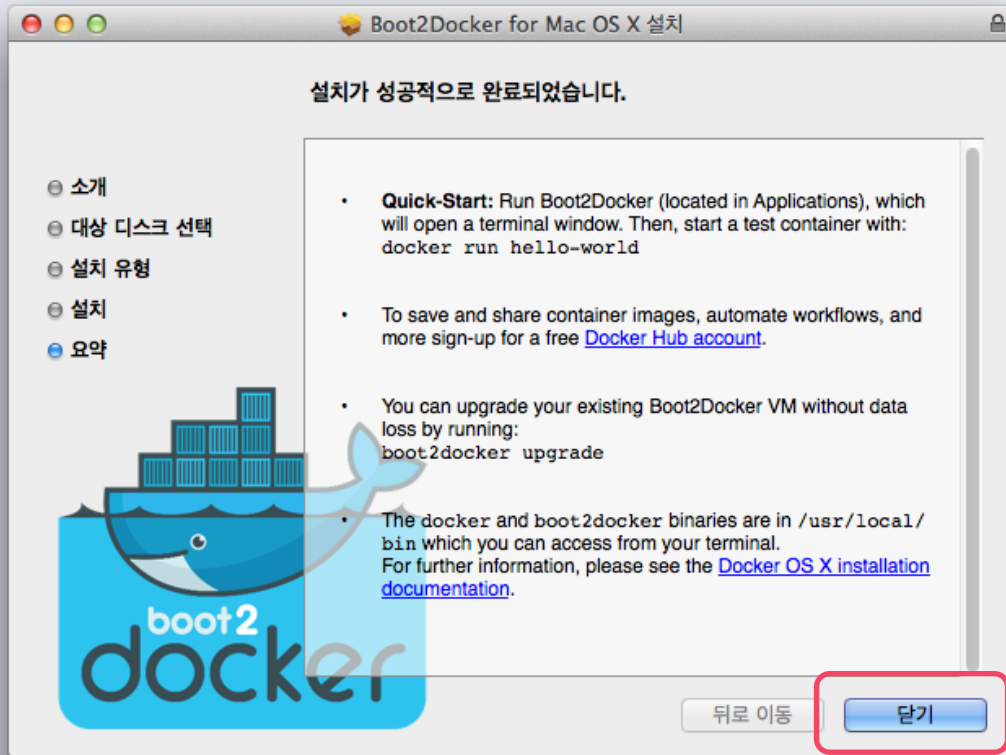 Boot2Docker for Mac OS X 설치
설치가 성공적으로 완료되었습니다.
소개
대상 디스크 선택
설치 유형
설치
요약
• Quick-Start: Run Boot2Docker (located in Applications), which
will open a terminal window. Then, start a test container with:
docker run hello-world
• To save and share container images, automate workflows, and
more sign-up for a free Docker Hub account.
• You can upgrade your existing Boot2Docker VM without data
loss by running:
boot2docker upgrade
• The docker and boot2docker binaries are in /usr/local/
bin which you can access from your terminal.
For further information, please see the Docker OS X installation
documentation.
boot2
docker
뒤로 이동
닫기